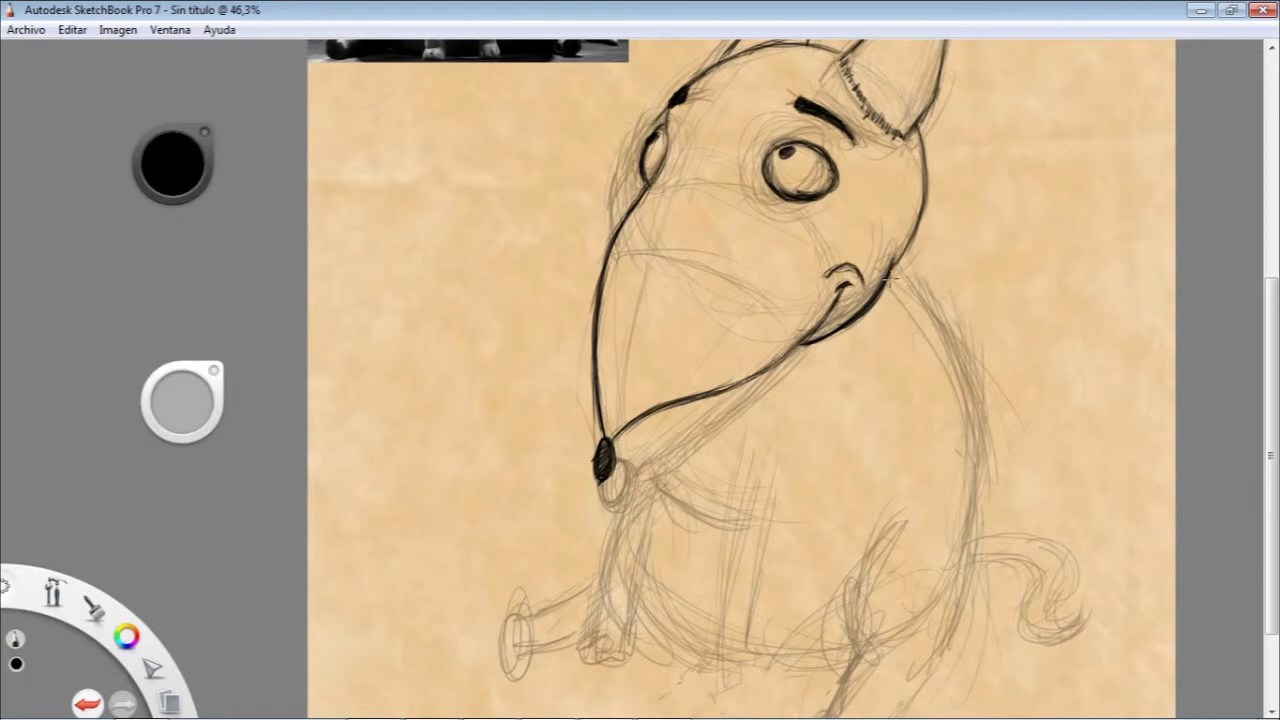 Autodesk SketchBook Pro 7 - Sin título @ 46,3%
Archivo Editar Imagen Ventana Ayuda